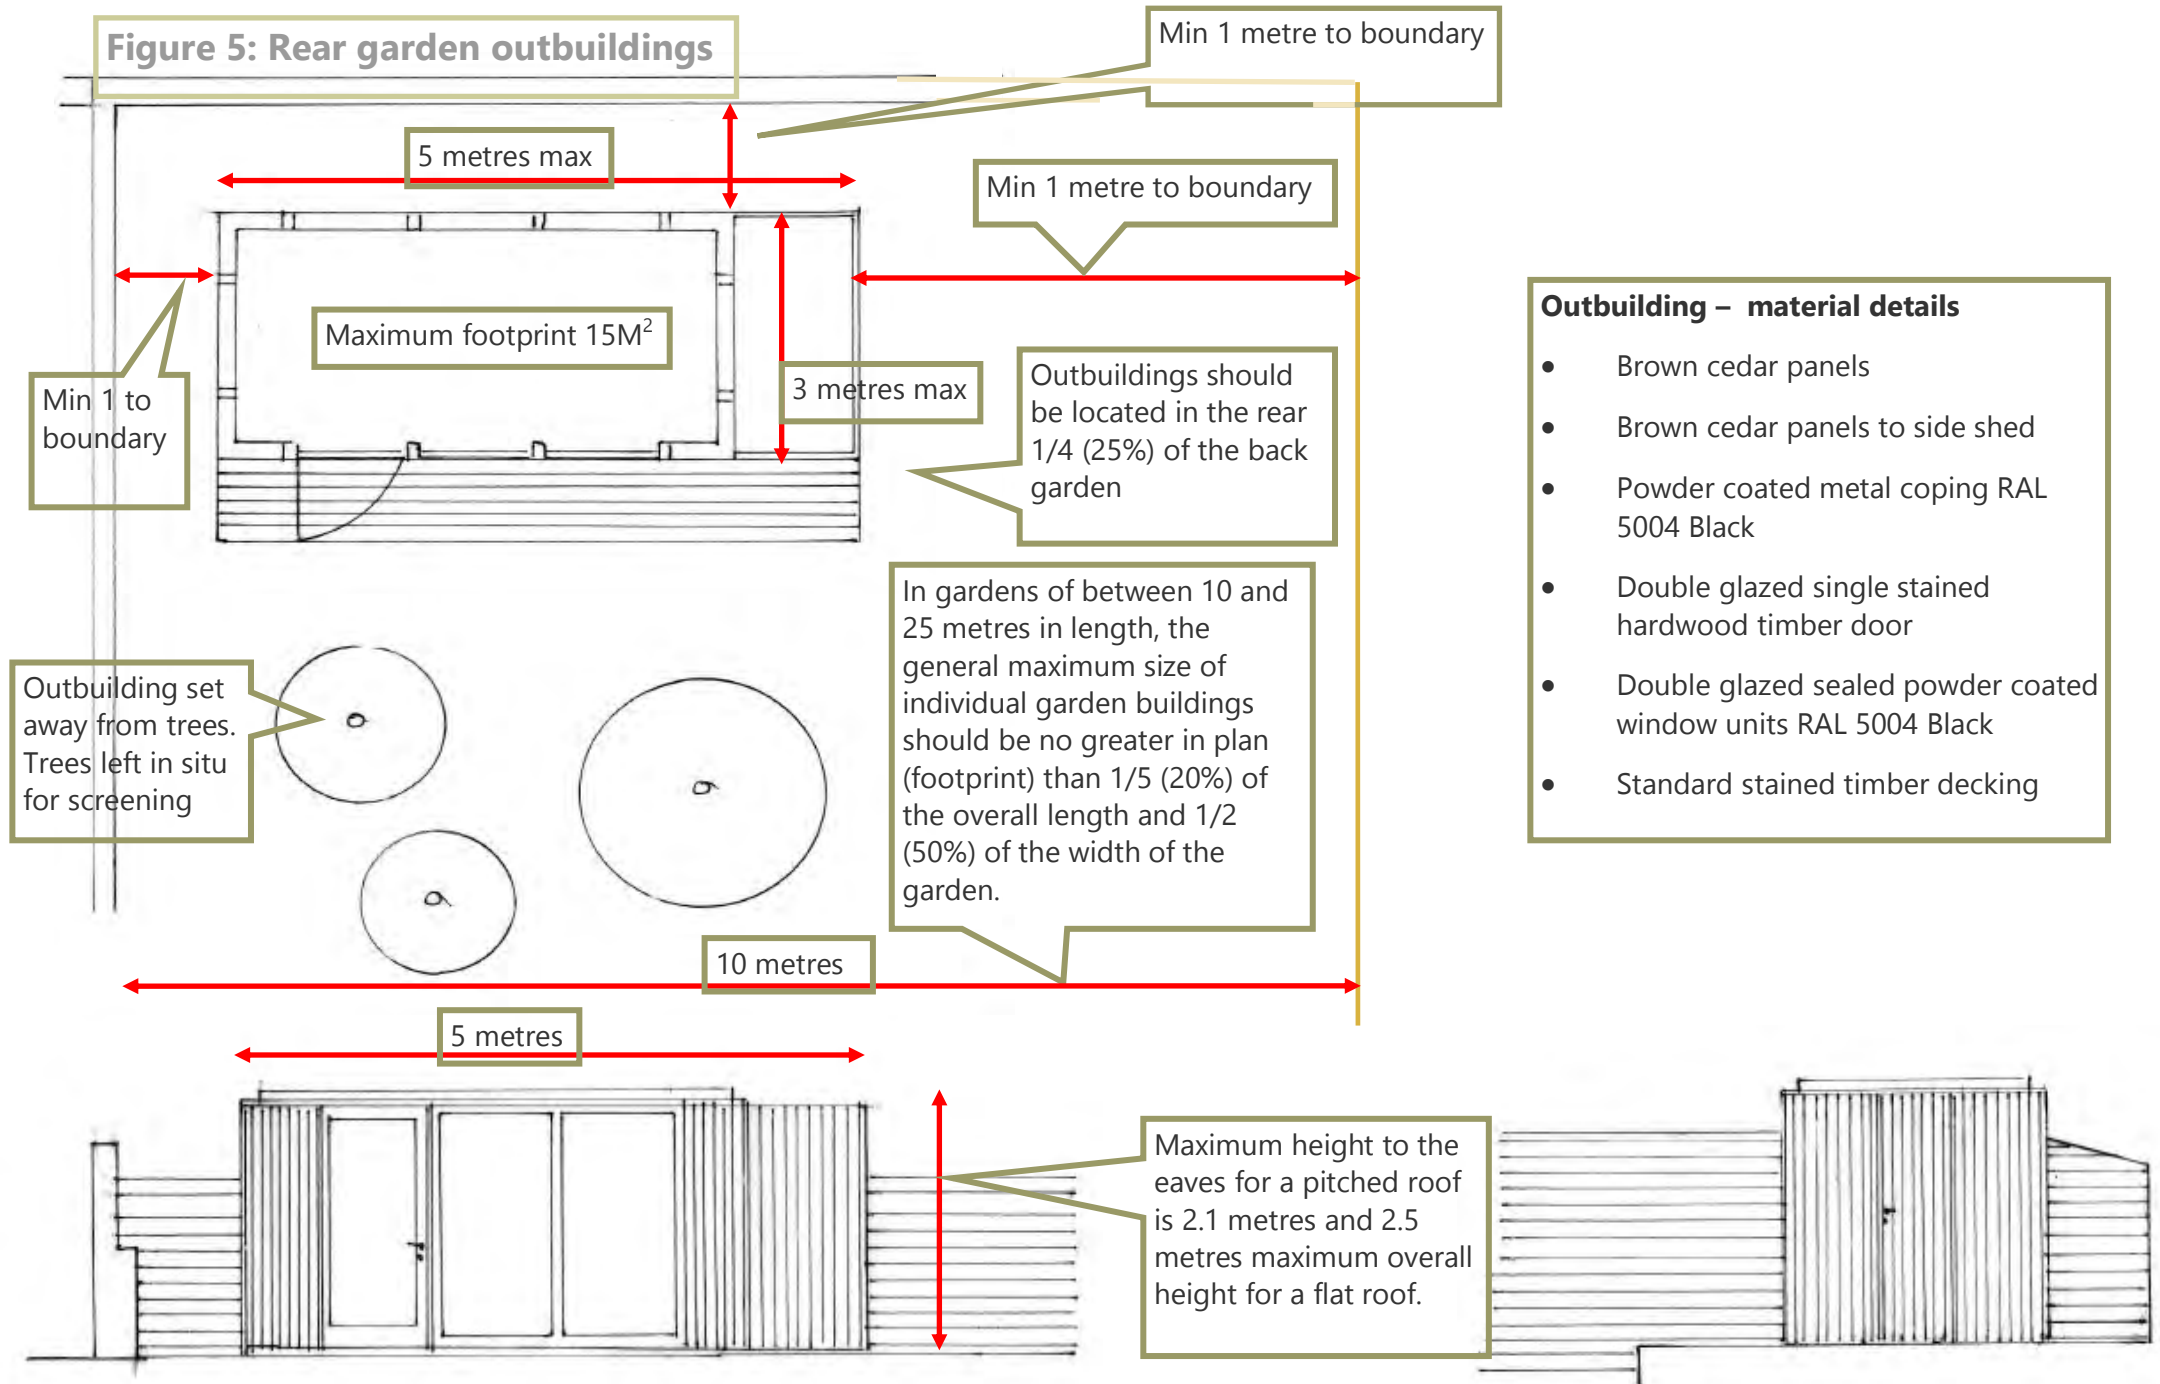 Figure 5: Rear garden outbuildings
Min 1 metre to boundary
5 metres max
Min 1 metre to boundary
Maximum footprint 15M²
3 metres max
Min 1 to
boundary
Outbuildings should
be located in the rear
1/4 (25%) of the back
garden
Outbuilding – material details
● Brown cedar panels
● Brown cedar panels to side shed
● Powder coated metal coping RAL
5004 Black
● Double glazed single stained
hardwood timber door
● Double glazed sealed powder coated
window units RAL 5004 Black
● Standard stained timber decking
In gardens of between 10 and
25 metres in length, the
general maximum size of
individual garden buildings
should be no greater in plan
(footprint) than 1/5 (20%) of
the overall length and 1/2
(50%) of the width of the
garden.
Outbuilding set
away from trees.
Trees left in situ
for screening
10 metres
5 metres
Maximum height to the
eaves for a pitched roof
is 2.1 metres and 2.5
metres maximum overall
height for a flat roof.